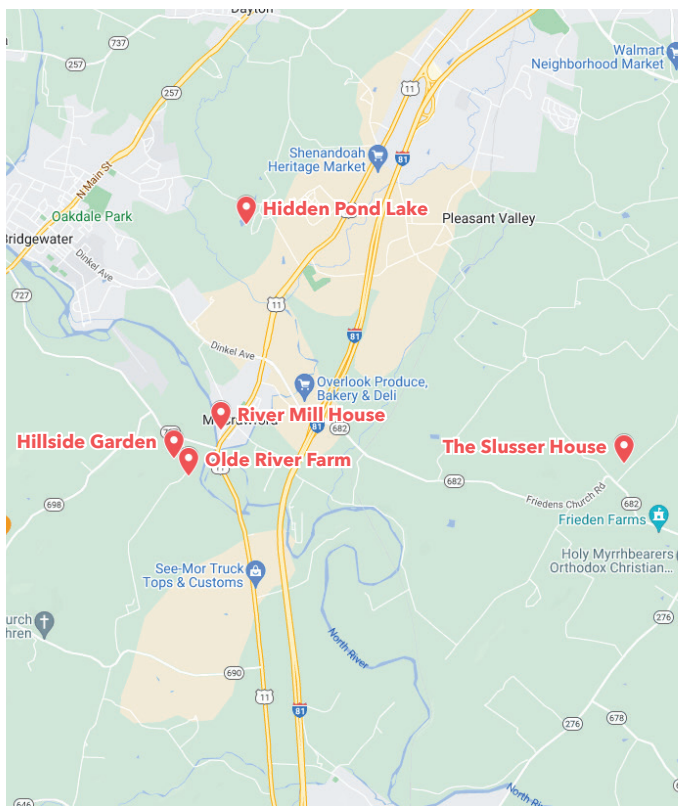 Dayton
737
257
257
Walmart
Neighborhood Market
11
81
Shenandoah
Heritage Market
N Main St
Hidden Pond Lake
Oakdale Park
Pleasant Valley
Bridgewater
Dinkel Ave
727
11
81
Dinkel Ave
Overlook Produce,
Bakery & Deli
River Mill House
81
682
Hillside Garden
Olde River Farm
The Slusser House
11
682
698
Friedens Church Rd
682
Frieden Farms
Holy Myrrhbearers
Orthodox Christian...
See-Mor Truck
Tops & Customs
276
North River
690
11
81
678
276
North River
646